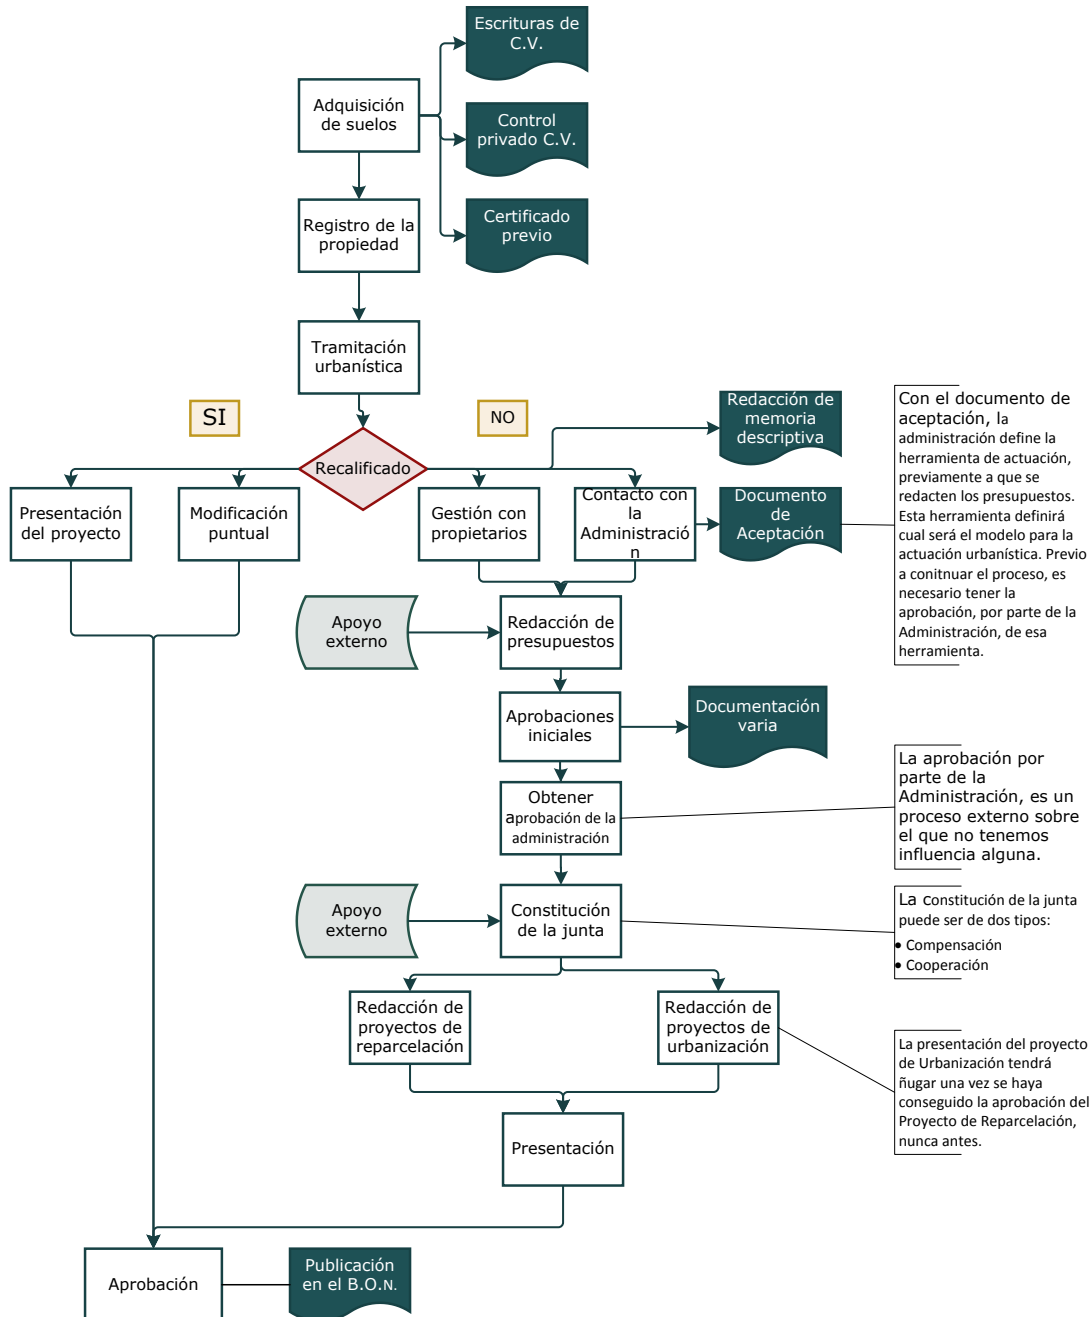 Escrituras de
C.V.
Adquisición
de suelos
Control
privado C.V.
Registro de la
propiedad
Certificado
previo
Tramitación
urbanística
SI
NO
Recalificado
Redacción de
memoria
descriptiva
Presentación
del proyecto
Modificación
puntual
Gestión con
propietarios
Contacto con
la
Administració
n
Documento
de
Aceptación
Con el documento de
aceptación, la
administración define la
herramienta de actuación,
previamente a que se
redacten los presupuestos.
Esta herramienta definirá
cual será el modelo para la
actuación urbanística. Previo
a conitnuar el proceso, es
necesario tener la
aprobación, por parte de la
Administración, de esa
herramienta.
Apoyo
externo
Redacción de
presupuestos
Aprobaciones
iniciales
Documentación
varia
Obtener
aprobación de la
administración
La aprobación por
parte de la
Administración, es un
proceso externo sobre
el que no tenemos
influencia alguna.
Apoyo
externo
Constitución
de la junta
La constitución de la junta
puede ser de dos tipos:
• Compensación
• Cooperación
Redacción de
proyectos de
reparcelación
Redacción de
proyectos de
urbanización
La presentación del proyecto
de Urbanización tendrá
ñugar una vez se haya
conseguido la aprobación del
Proyecto de Reparcelación,
nunca antes.
Presentación
Aprobación
Publicación
en el B.O.N.